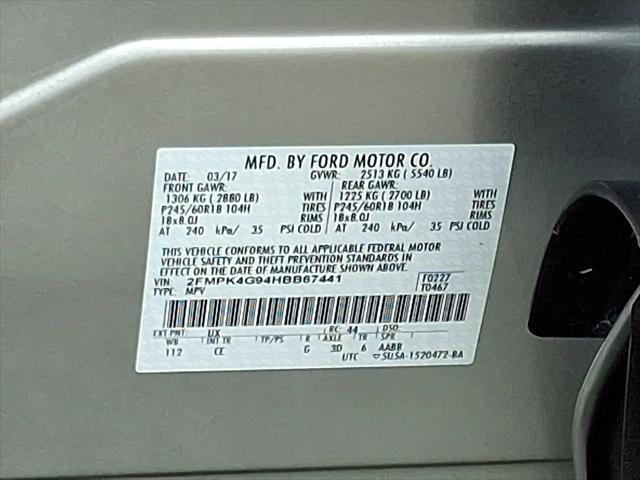 MFD. BY FORD MOTOR CO.
DATE: 03/17 GVWR: 2513 KG ( 5540 LB)
FRONT GAWR: REAR GAWR:
1306 KG ( 2880 LB) WITH 1225 KG ( 2700 LB) WITH
P245/60R18 104H TIRES P245/60R18 104H TIRES
18x8.0J RIMS 18x8.0J RIMS
AT 240 kPa/ 35 PSI COLD AT 240 kPa/ 35 PSI COLD
THIS VEHICLE CONFORMS TO ALL APPLICABLE FEDERAL MOTOR
VEHICLE SAFETY AND THEFT PREVENTION STANDARDS IN
EFFECT ON THE DATE OF MANUFACTURE SHOWN ABOVE.
VIN: 2FMPK4G94HBB67441 F0227
TYPE: MPV T0467
EXT PNT: UX RC: 44 DSO:
WB INT TR TP/PS R AXLE TR SPR
112 CE G 3D 6 AABB
UTC SU5A-1520472-BA